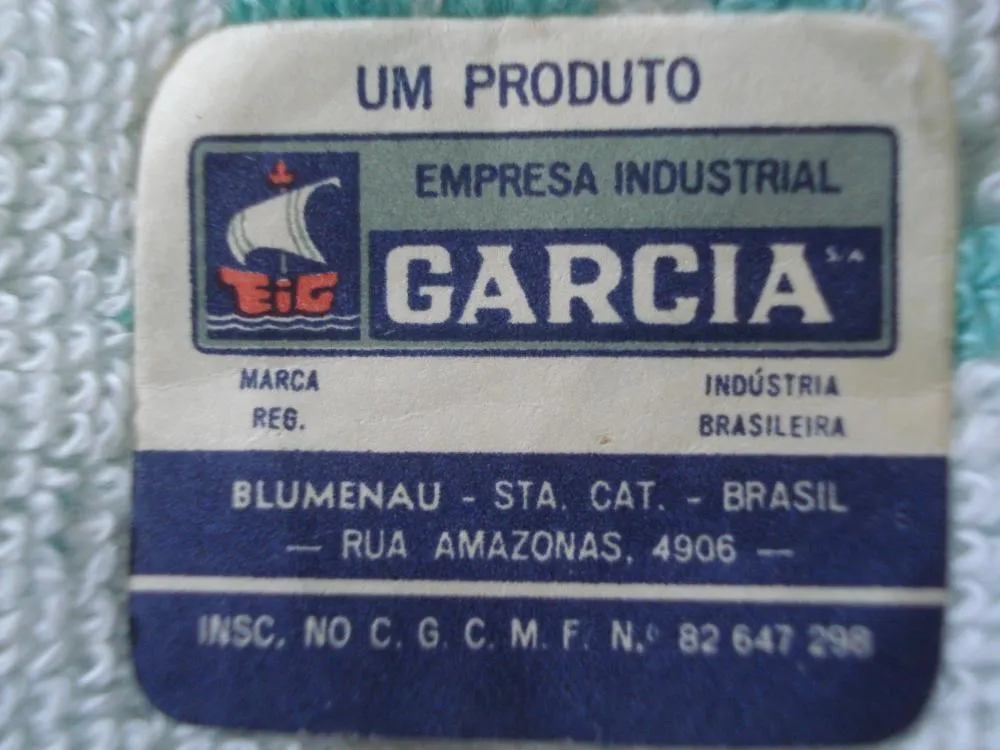 UM PRODUTO
EMPRESA INDUSTRIAL
GARCIA S/A
EIG
MARCA
REG.
INDÚSTRIA
BRASILEIRA
BLUMENAU - STA. CAT. - BRASIL
— RUA AMAZONAS, 4906 —
INSC. NO C. G. C. M. F. N.º 82 647 298